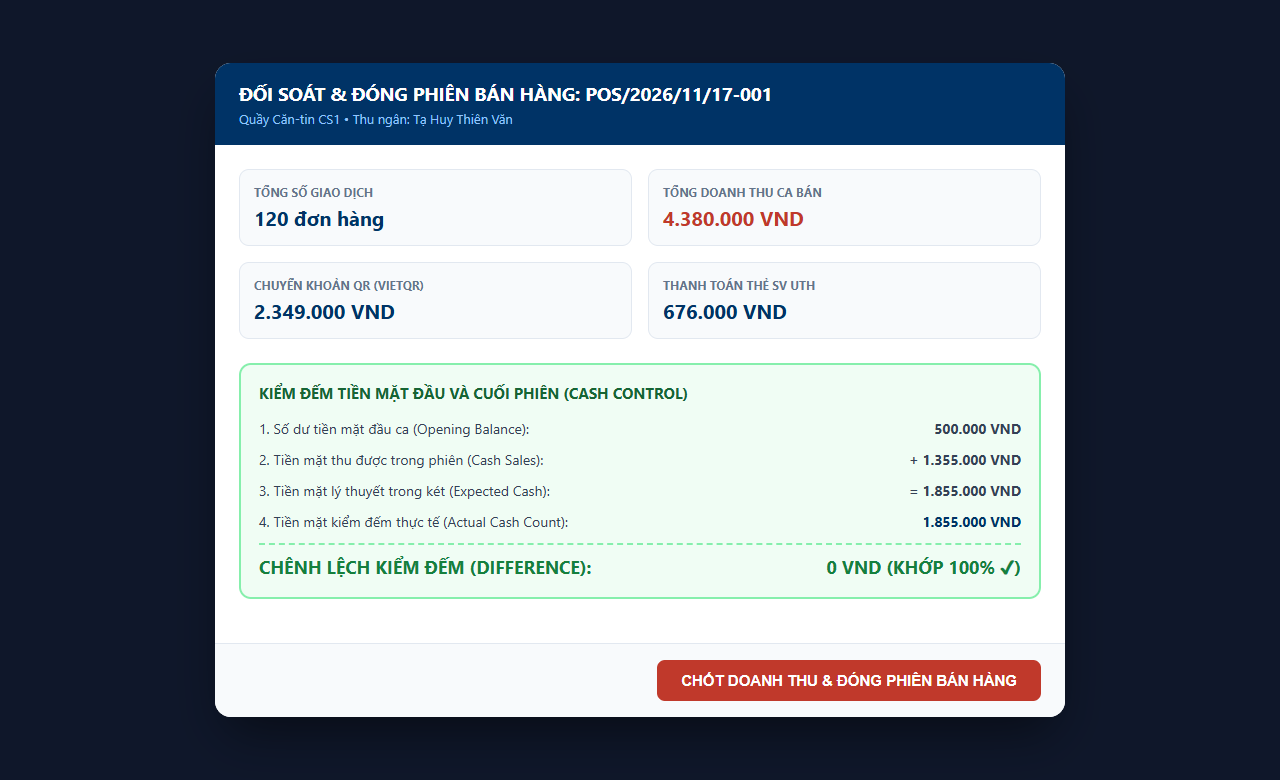 ĐỐI SOÁT & ĐÓNG PHIÊN BÁN HÀNG: POS/2026/11/17-001
Quầy Căn-tin CS1 • Thu ngân: Tạ Huy Thiên Văn
TỔNG SỐ GIAO DỊCH
120 đơn hàng
TỔNG DOANH THU CA BÁN
4.380.000 VND
CHUYỂN KHOẢN QR (VIETQR)
2.349.000 VND
THANH TOÁN THẺ SV UTH
676.000 VND
KIỂM ĐẾM TIỀN MẶT ĐẦU VÀ CUỐI PHIÊN (CASH CONTROL)
1. Số dư tiền mặt đầu ca (Opening Balance): 500.000 VND
2. Tiền mặt thu được trong phiên (Cash Sales): + 1.355.000 VND
3. Tiền mặt lý thuyết trong két (Expected Cash): = 1.855.000 VND
4. Tiền mặt kiểm đếm thực tế (Actual Cash Count): 1.855.000 VND
CHÊNH LỆCH KIỂM ĐẾM (DIFFERENCE): 0 VND (KHỚP 100% ✓)
CHỐT DOANH THU & ĐÓNG PHIÊN BÁN HÀNG